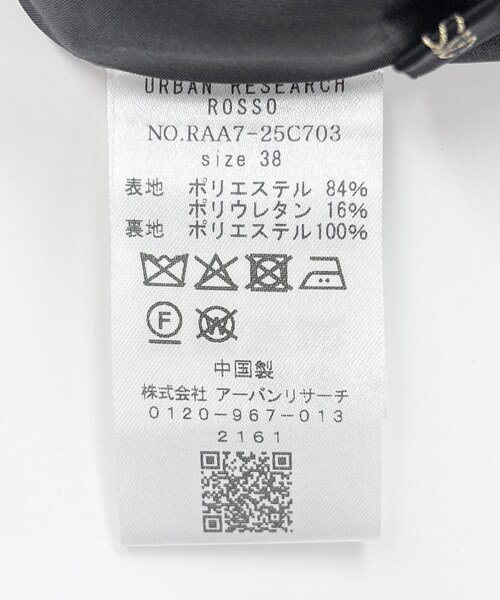 URBAN RESEARCH
ROSSO
NO.RAA7-25C703
size 38
表地 ポリエステル 84%
ポリウレタン 16%
裏地 ポリエステル100%
F
W
中国製
株式会社 アーバンリサーチ
0120-967-013
2161